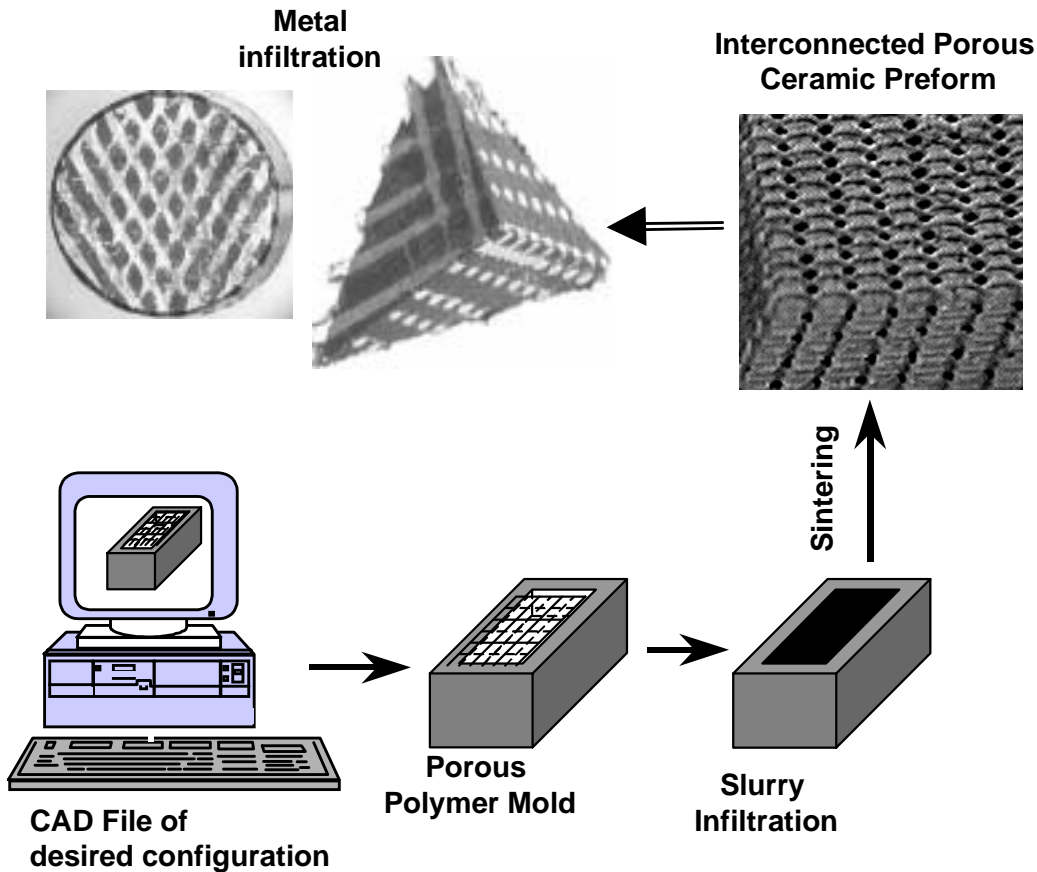 Metal
infiltration
Interconnected Porous
Ceramic Preform
Sintering
Porous
Polymer Mold
Slurry
Infiltration
CAD File of
desired configuration